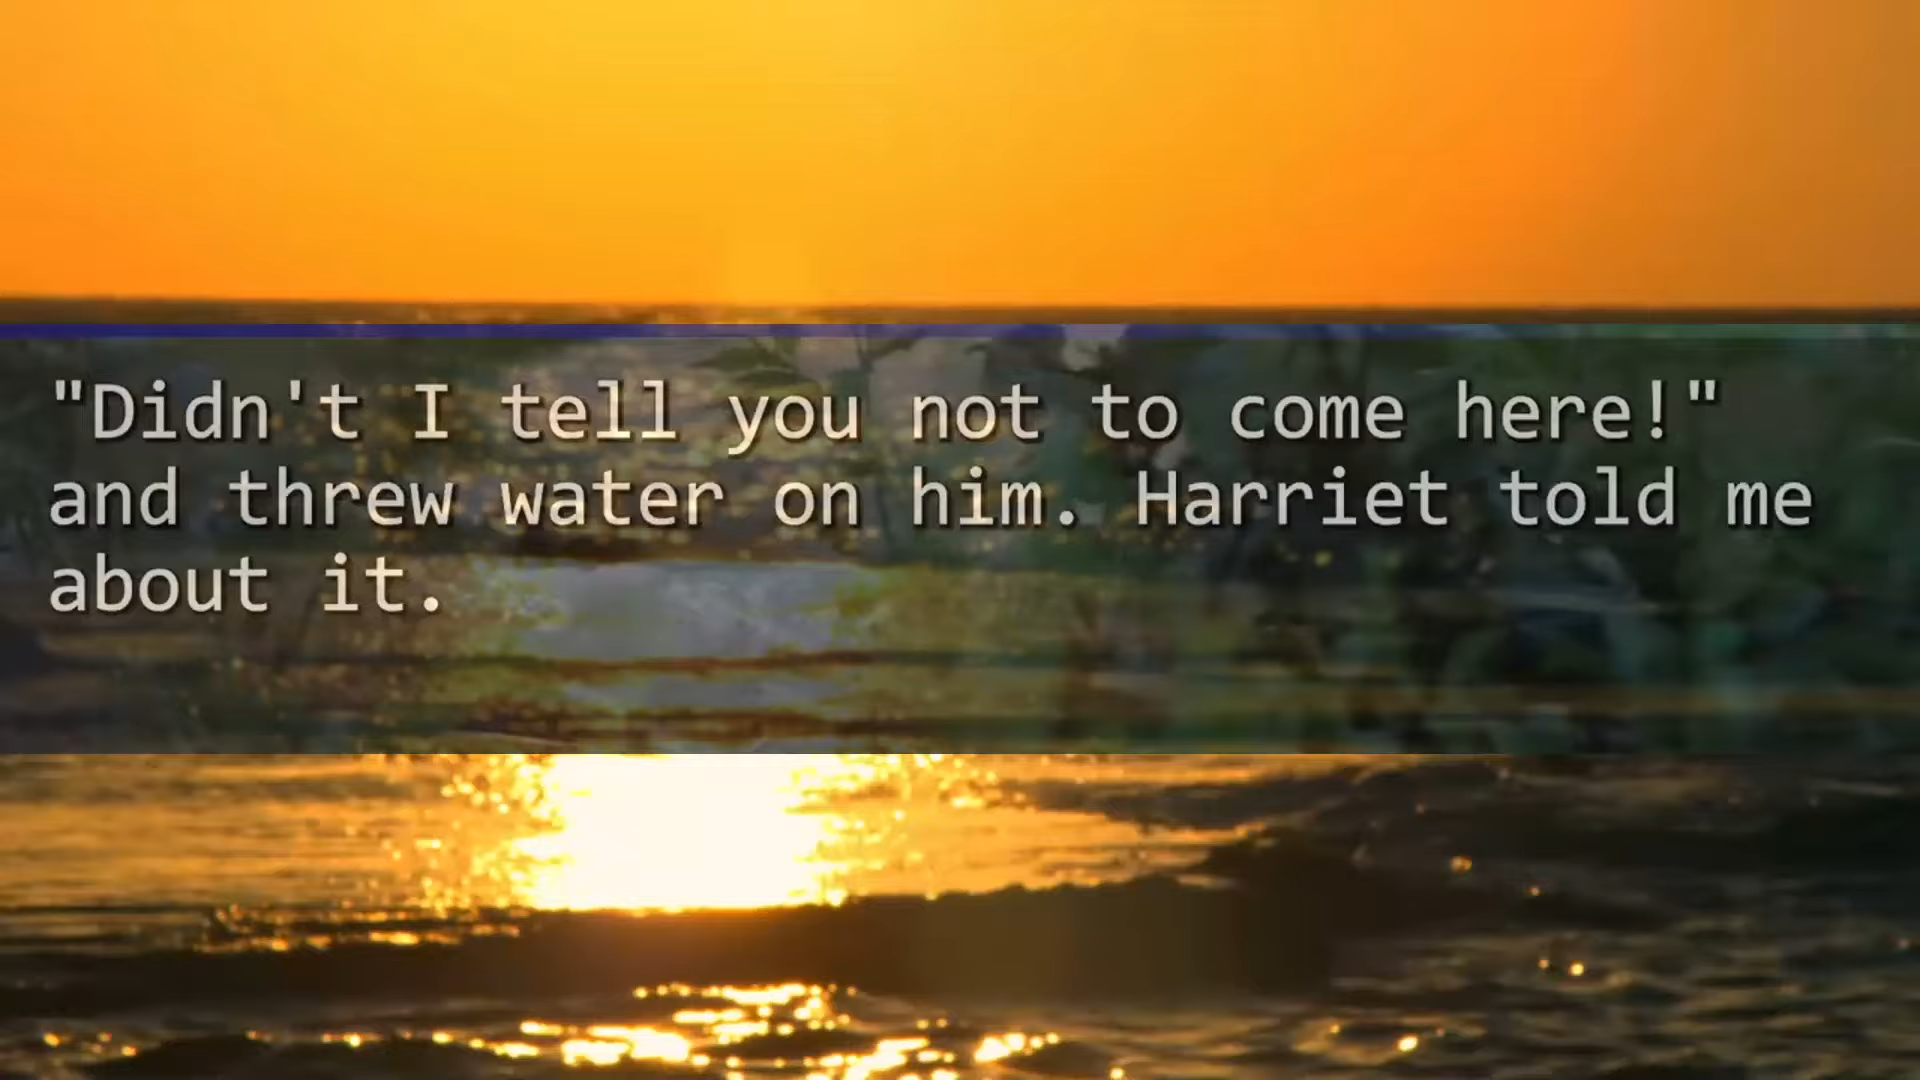 "Didn't I tell you not to come here!"
and threw water on him. Harriet told me
about it.